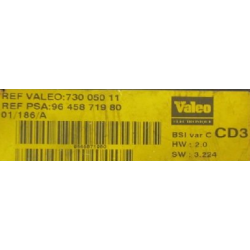 REF VALEO:730 050 11
REF PSA:96 458 719 80
01/186/A
Valeo
BSI var C CD3
HW : 2.0
SW : 3.224